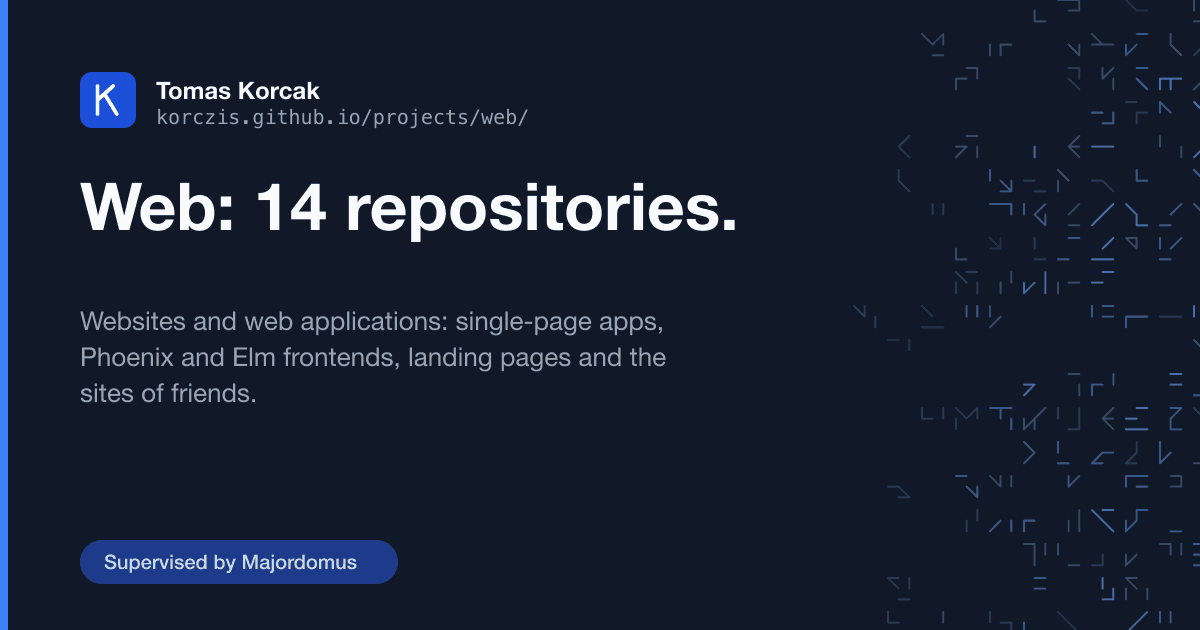 K
Tomas Korcak
korczis.github.io/projects/web/
Web: 14 repositories.
Websites and web applications: single-page apps,
Phoenix and Elm frontends, landing pages and the
sites of friends.
Supervised by Majordomus